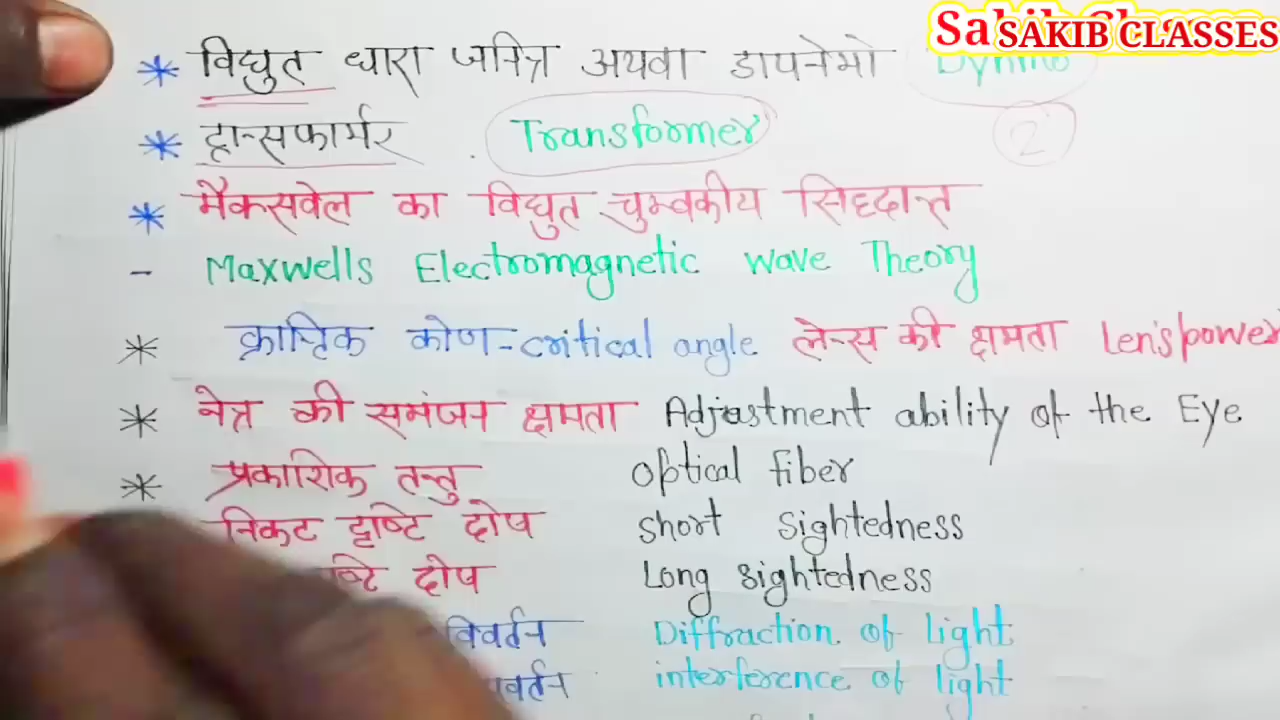 SAKIB CLASSES
* विद्युत धारा जनित्र अथवा डायनेमो
* ट्रान्सफार्मर . Transformer 2
* मैक्सवेल का विद्युत चुम्वकीय सिद्दान्त
- Maxwells Electromagnetic wave Theory
* क्रान्तिक कोण - critical angle लेन्स की क्षमता Len's power
* नेत्र की समंजन क्षमता Adjustment ability of the Eye
* प्रकाशिक तन्तु optical fiber
निकट दृष्टि दोष short sightedness
दोष Long sightedness
विवर्तन Diffraction of light
interference of light